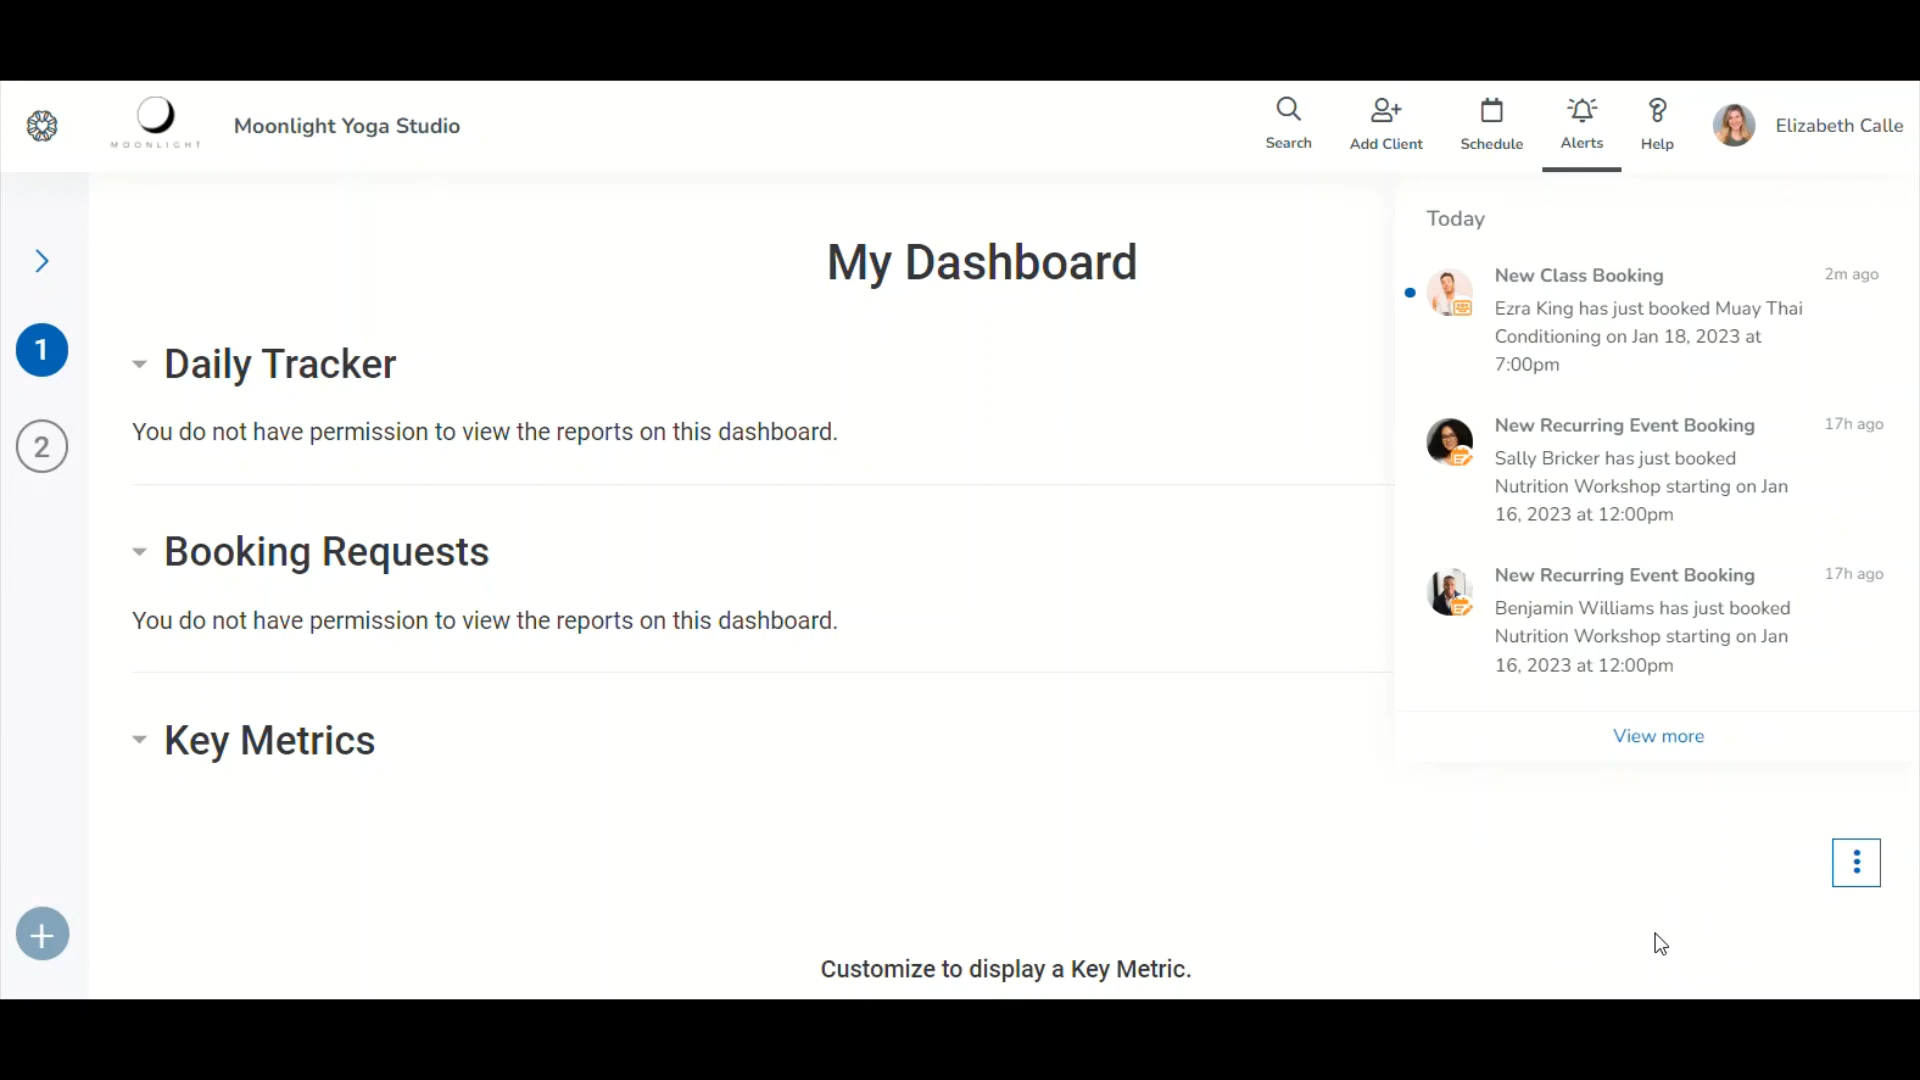 MOONLIGHT
Moonlight Yoga Studio
Search
Add Client
Schedule
Alerts
Help
Elizabeth Calle
1
2
My Dashboard
Daily Tracker
You do not have permission to view the reports on this dashboard.
Booking Requests
You do not have permission to view the reports on this dashboard.
Key Metrics
Customize to display a Key Metric.
Today
New Class Booking
2m ago
Ezra King has just booked Muay Thai
Conditioning on Jan 18, 2023 at
7:00pm
New Recurring Event Booking
17h ago
Sally Bricker has just booked
Nutrition Workshop starting on Jan
16, 2023 at 12:00pm
New Recurring Event Booking
17h ago
Benjamin Williams has just booked
Nutrition Workshop starting on Jan
16, 2023 at 12:00pm
View more